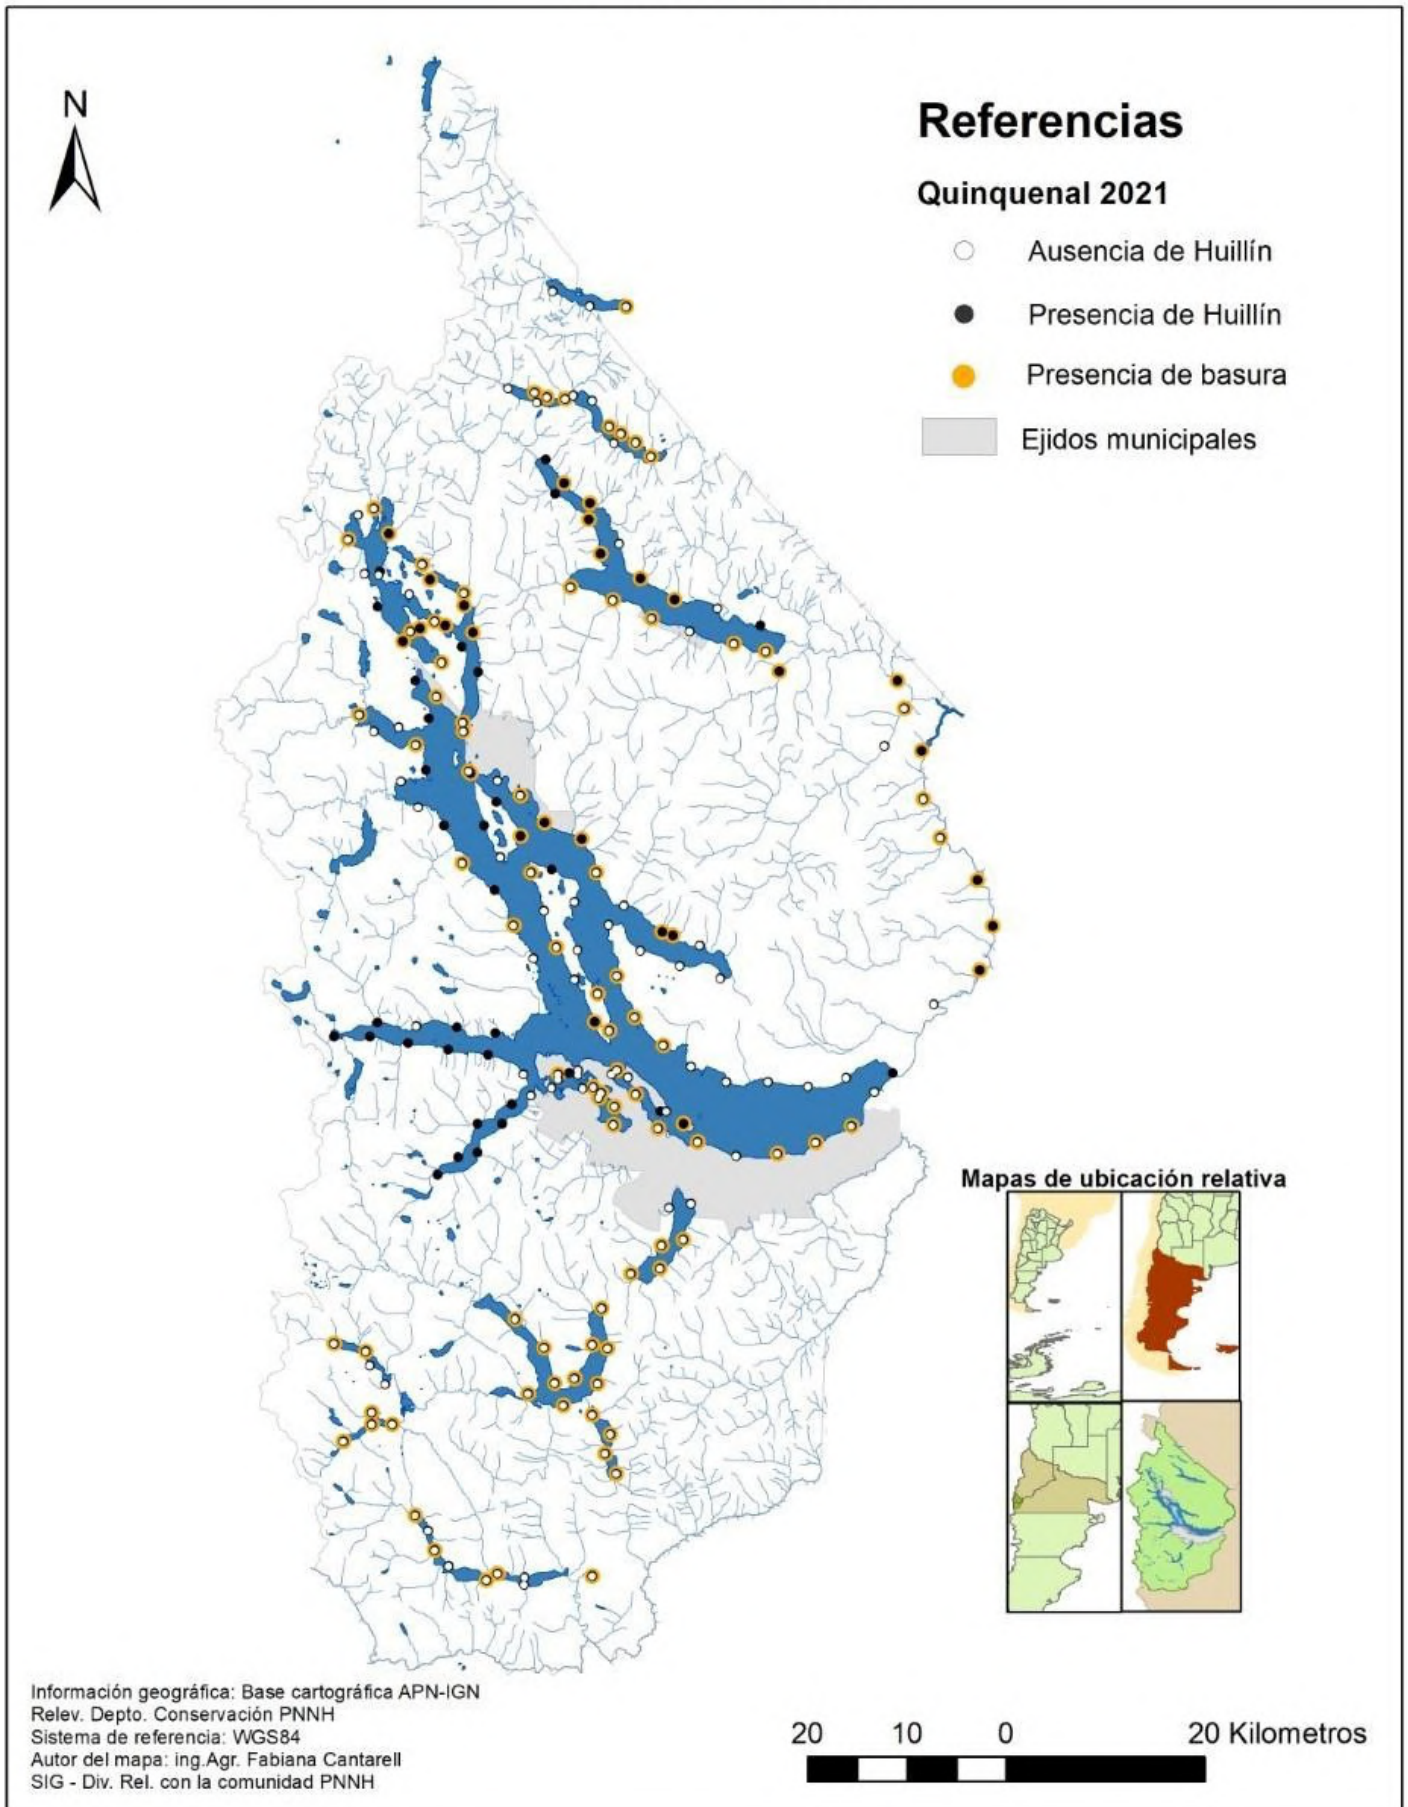 N
Referencias
Quinquenal 2021
Ausencia de Huillín
Presencia de Huillín
Presencia de basura
Ejidos municipales
Mapas de ubicación relativa
Información geográfica: Base cartográfica APN-IGN
Relev. Depto. Conservación PNNH
Sistema de referencia: WGS84
Autor del mapa: ing.Agr. Fabiana Cantarell
SIG - Div. Rel. con la comunidad PNNH
20 10 0 20 Kilometros